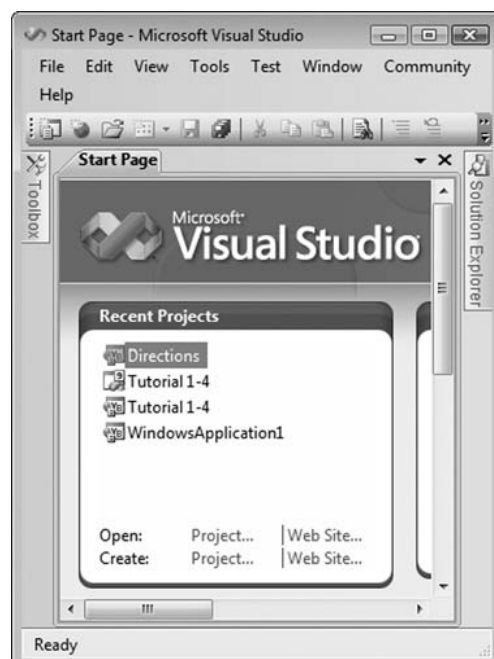 Start Page - Microsoft Visual Studio
File Edit View Tools Test Window Community
Help
Toolbox
Start Page
Solution Explorer
Microsoft
Visual Studio
Recent Projects
Directions
Tutorial 1-4
Tutorial 1-4
WindowsApplication1
Open: Project... Web Site...
Create: Project... Web Site...
Ready